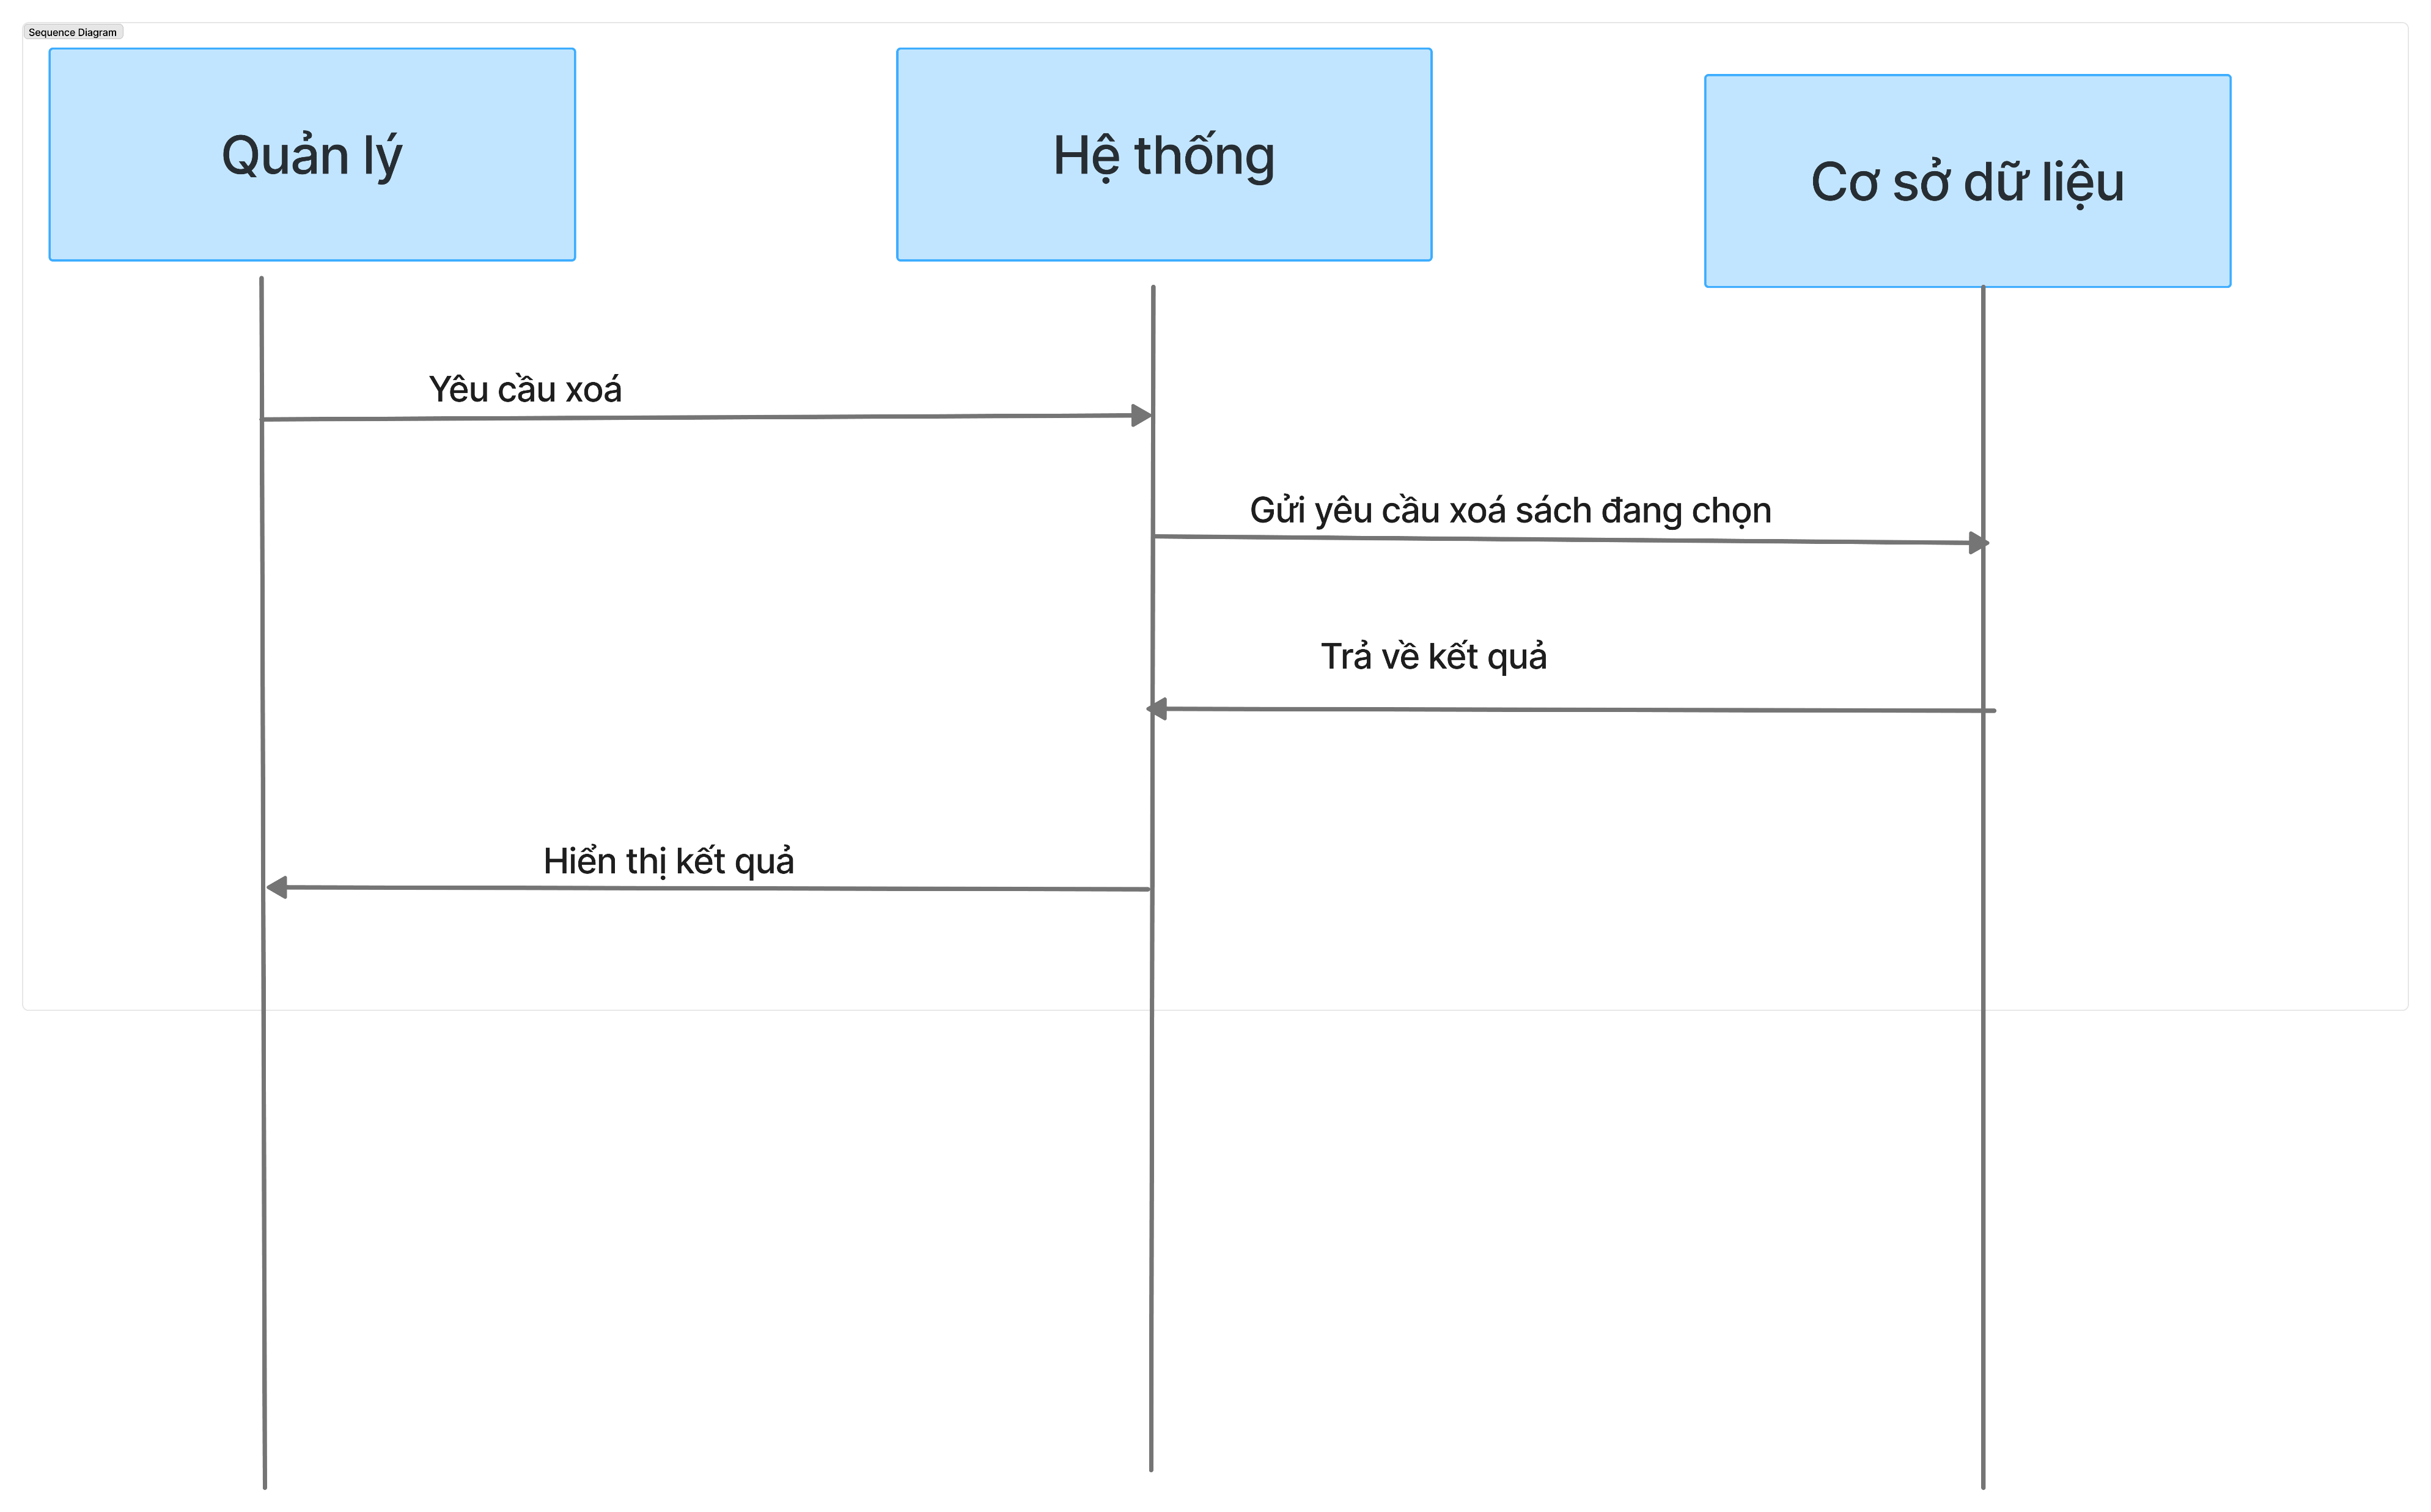 Sequence Diagram
Quản lý
Hệ thống
Cơ sở dữ liệu
Yêu cầu xoá
Gửi yêu cầu xoá sách đang chọn
Trả về kết quả
Hiển thị kết quả